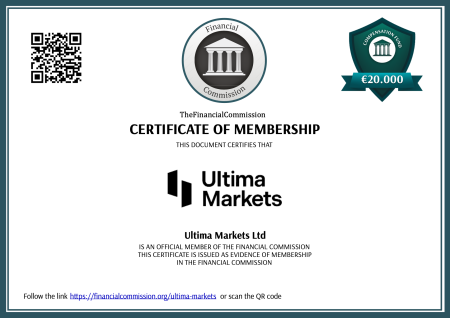 Financial
Commission
COMPENSATION FUND
€20.000
TheFinancialCommission
CERTIFICATE OF MEMBERSHIP
THIS DOCUMENT CERTIFIES THAT
Ultima
Markets
Ultima Markets Ltd
IS AN OFFICIAL MEMBER OF THE FINANCIAL COMMISSION
THIS CERTIFICATE IS ISSUED AS EVIDENCE OF MEMBERSHIP
IN THE FINANCIAL COMMISSION
Follow the link https://financialcommission.org/ultima-markets or scan the QR code